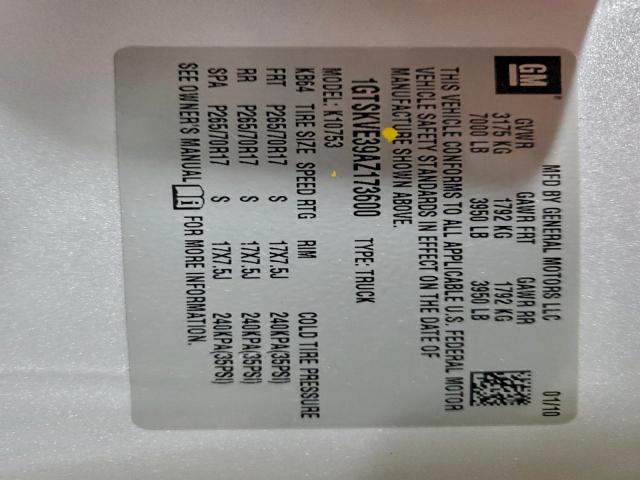 GM
MFD BY GENERAL MOTORS LLC 01/10
GVWR GAWR FRT GAWR RR
3175 KG 1792 KG 1792 KG
7000 LB 3950 LB 3950 LB
THIS VEHICLE CONFORMS TO ALL APPLICABLE U.S. FEDERAL MOTOR
VEHICLE SAFETY STANDARDS IN EFFECT ON THE DATE OF
MANUFACTURE SHOWN ABOVE.
1GTSKVE39AZ173600 TYPE: TRUCK
MODEL: K10753
K864 TIRE SIZE SPEED RTG RIM COLD TIRE PRESSURE
FRT P265/70R17 S 17X7.5J 240KPA(35PSI)
RR P265/70R17 S 17X7.5J 240KPA(35PSI)
SPA P265/70R17 S 17X7.5J 240KPA(35PSI)
SEE OWNER'S MANUAL FOR MORE INFORMATION.